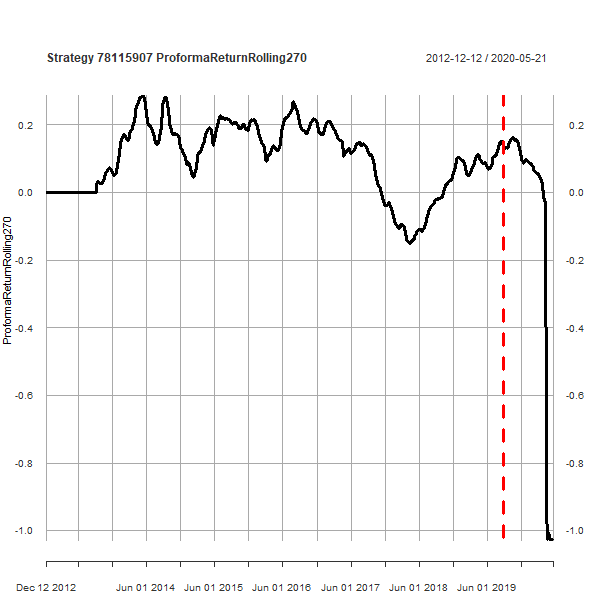 Strategy 78115907 ProformaReturnRolling270
2012-12-12 / 2020-05-21
ProformaReturnRolling270
0.2
0.0
-0.2
-0.4
-0.6
-0.8
-1.0
0.2
0.0
-0.2
-0.4
-0.6
-0.8
-1.0
Dec 12 2012
Jun 01 2014
Jun 01 2015
Jun 01 2016
Jun 01 2017
Jun 01 2018
Jun 01 2019